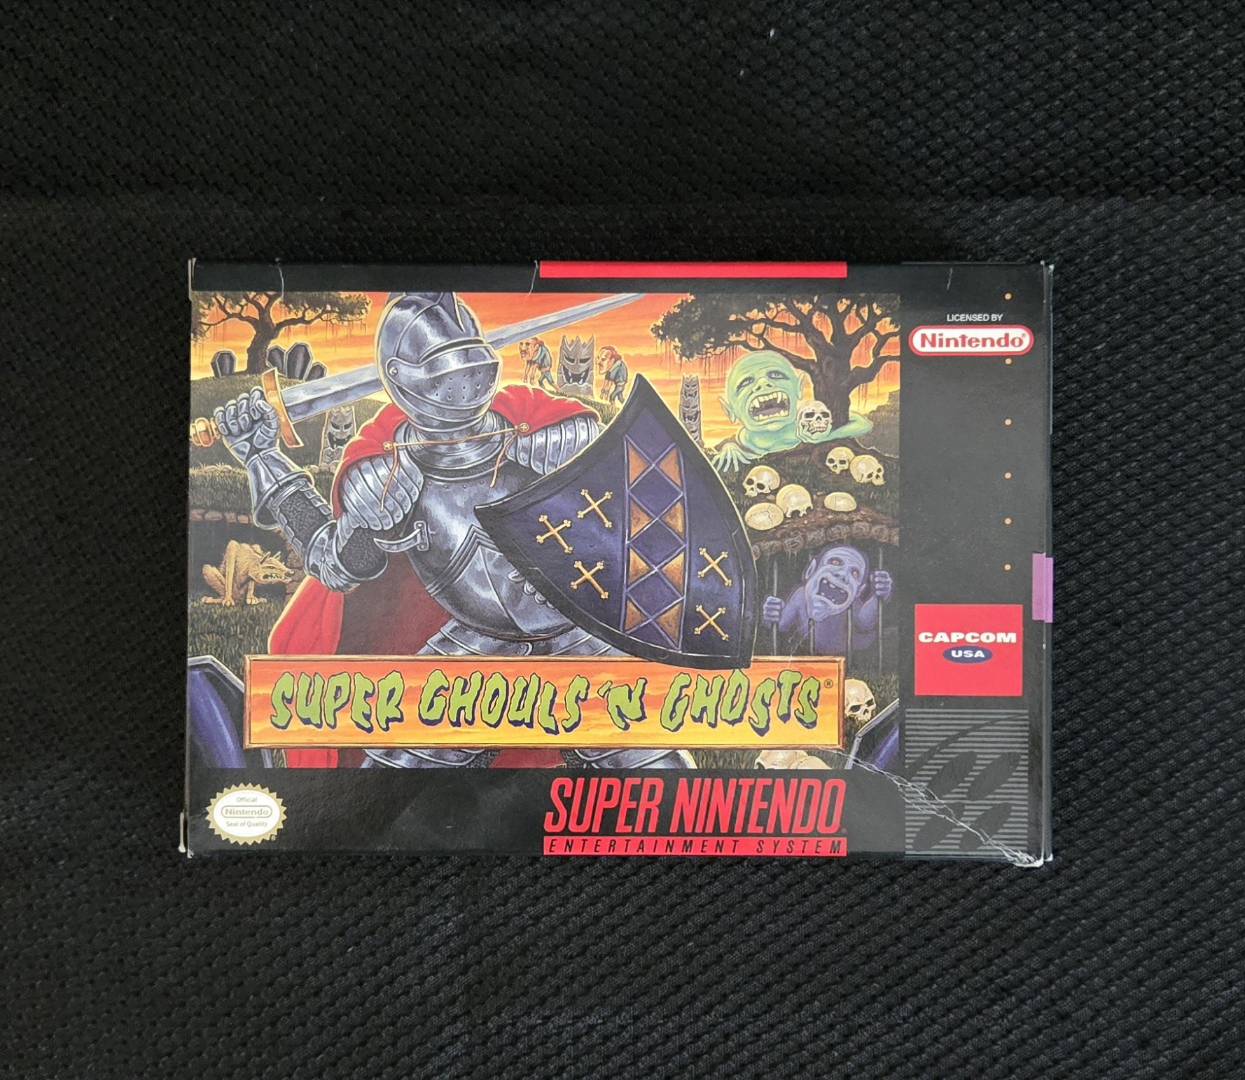 LICENSED BY
Nintendo®
CAPCOM
USA
SUPER GHOULS 'N GHOSTS®
Official
Nintendo
Seal of Quality
SUPER NINTENDO
ENTERTAINMENT SYSTEM